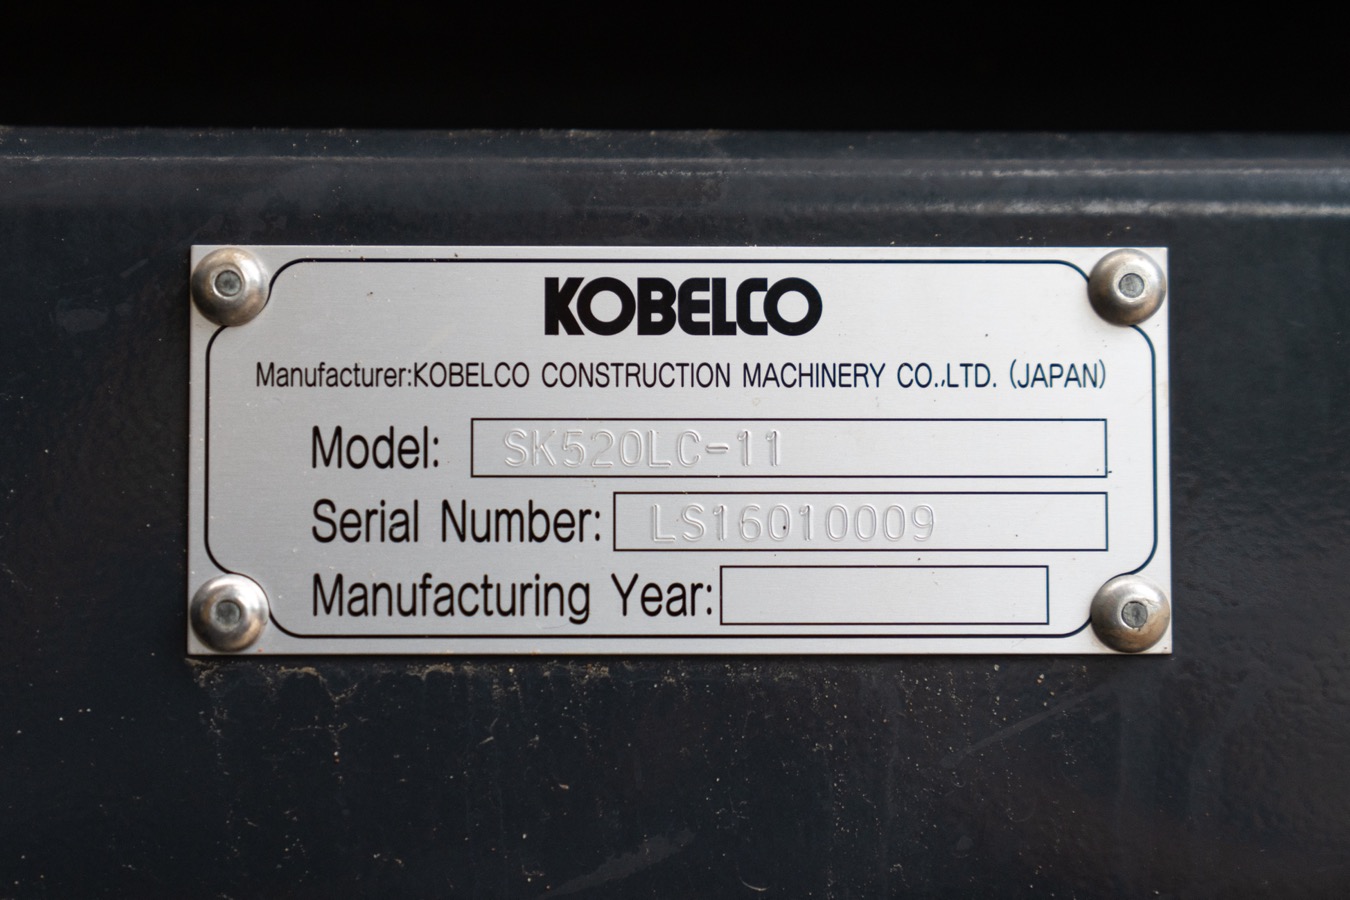 KOBELCO
Manufacturer:KOBELCO CONSTRUCTION MACHINERY CO.,LTD. (JAPAN)
Model: SK520LC-11
Serial Number: LS16010009
Manufacturing Year: